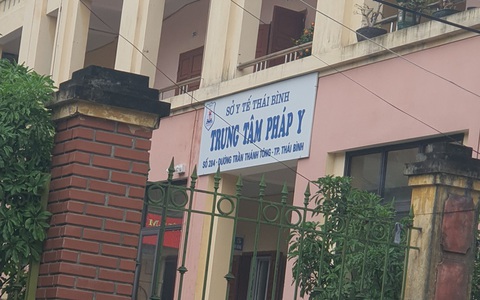 SỞ Y TẾ THÁI BÌNH
TRUNG TÂM PHÁP Y
SỐ 284 - ĐƯỜNG TRẦN THÁNH TÔNG - TP. THÁI BÌNH